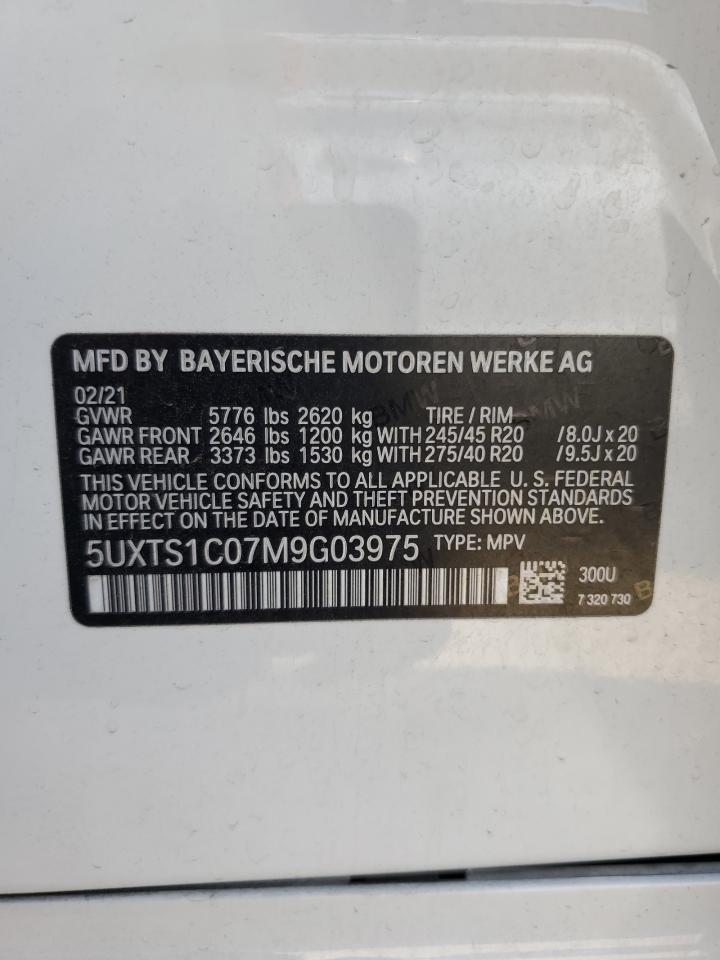 MFD BY BAYERISCHE MOTOREN WERKE AG
02/21
GVWR 5776 lbs 2620 kg TIRE / RIM
GAWR FRONT 2646 lbs 1200 kg WITH 245/45 R20 /8.0J x 20
GAWR REAR 3373 lbs 1530 kg WITH 275/40 R20 /9.5J x 20
THIS VEHICLE CONFORMS TO ALL APPLICABLE U. S. FEDERAL
MOTOR VEHICLE SAFETY AND THEFT PREVENTION STANDARDS
IN EFFECT ON THE DATE OF MANUFACTURE SHOWN ABOVE.
5UXTS1C07M9G03975 TYPE: MPV
300U
7 320 730